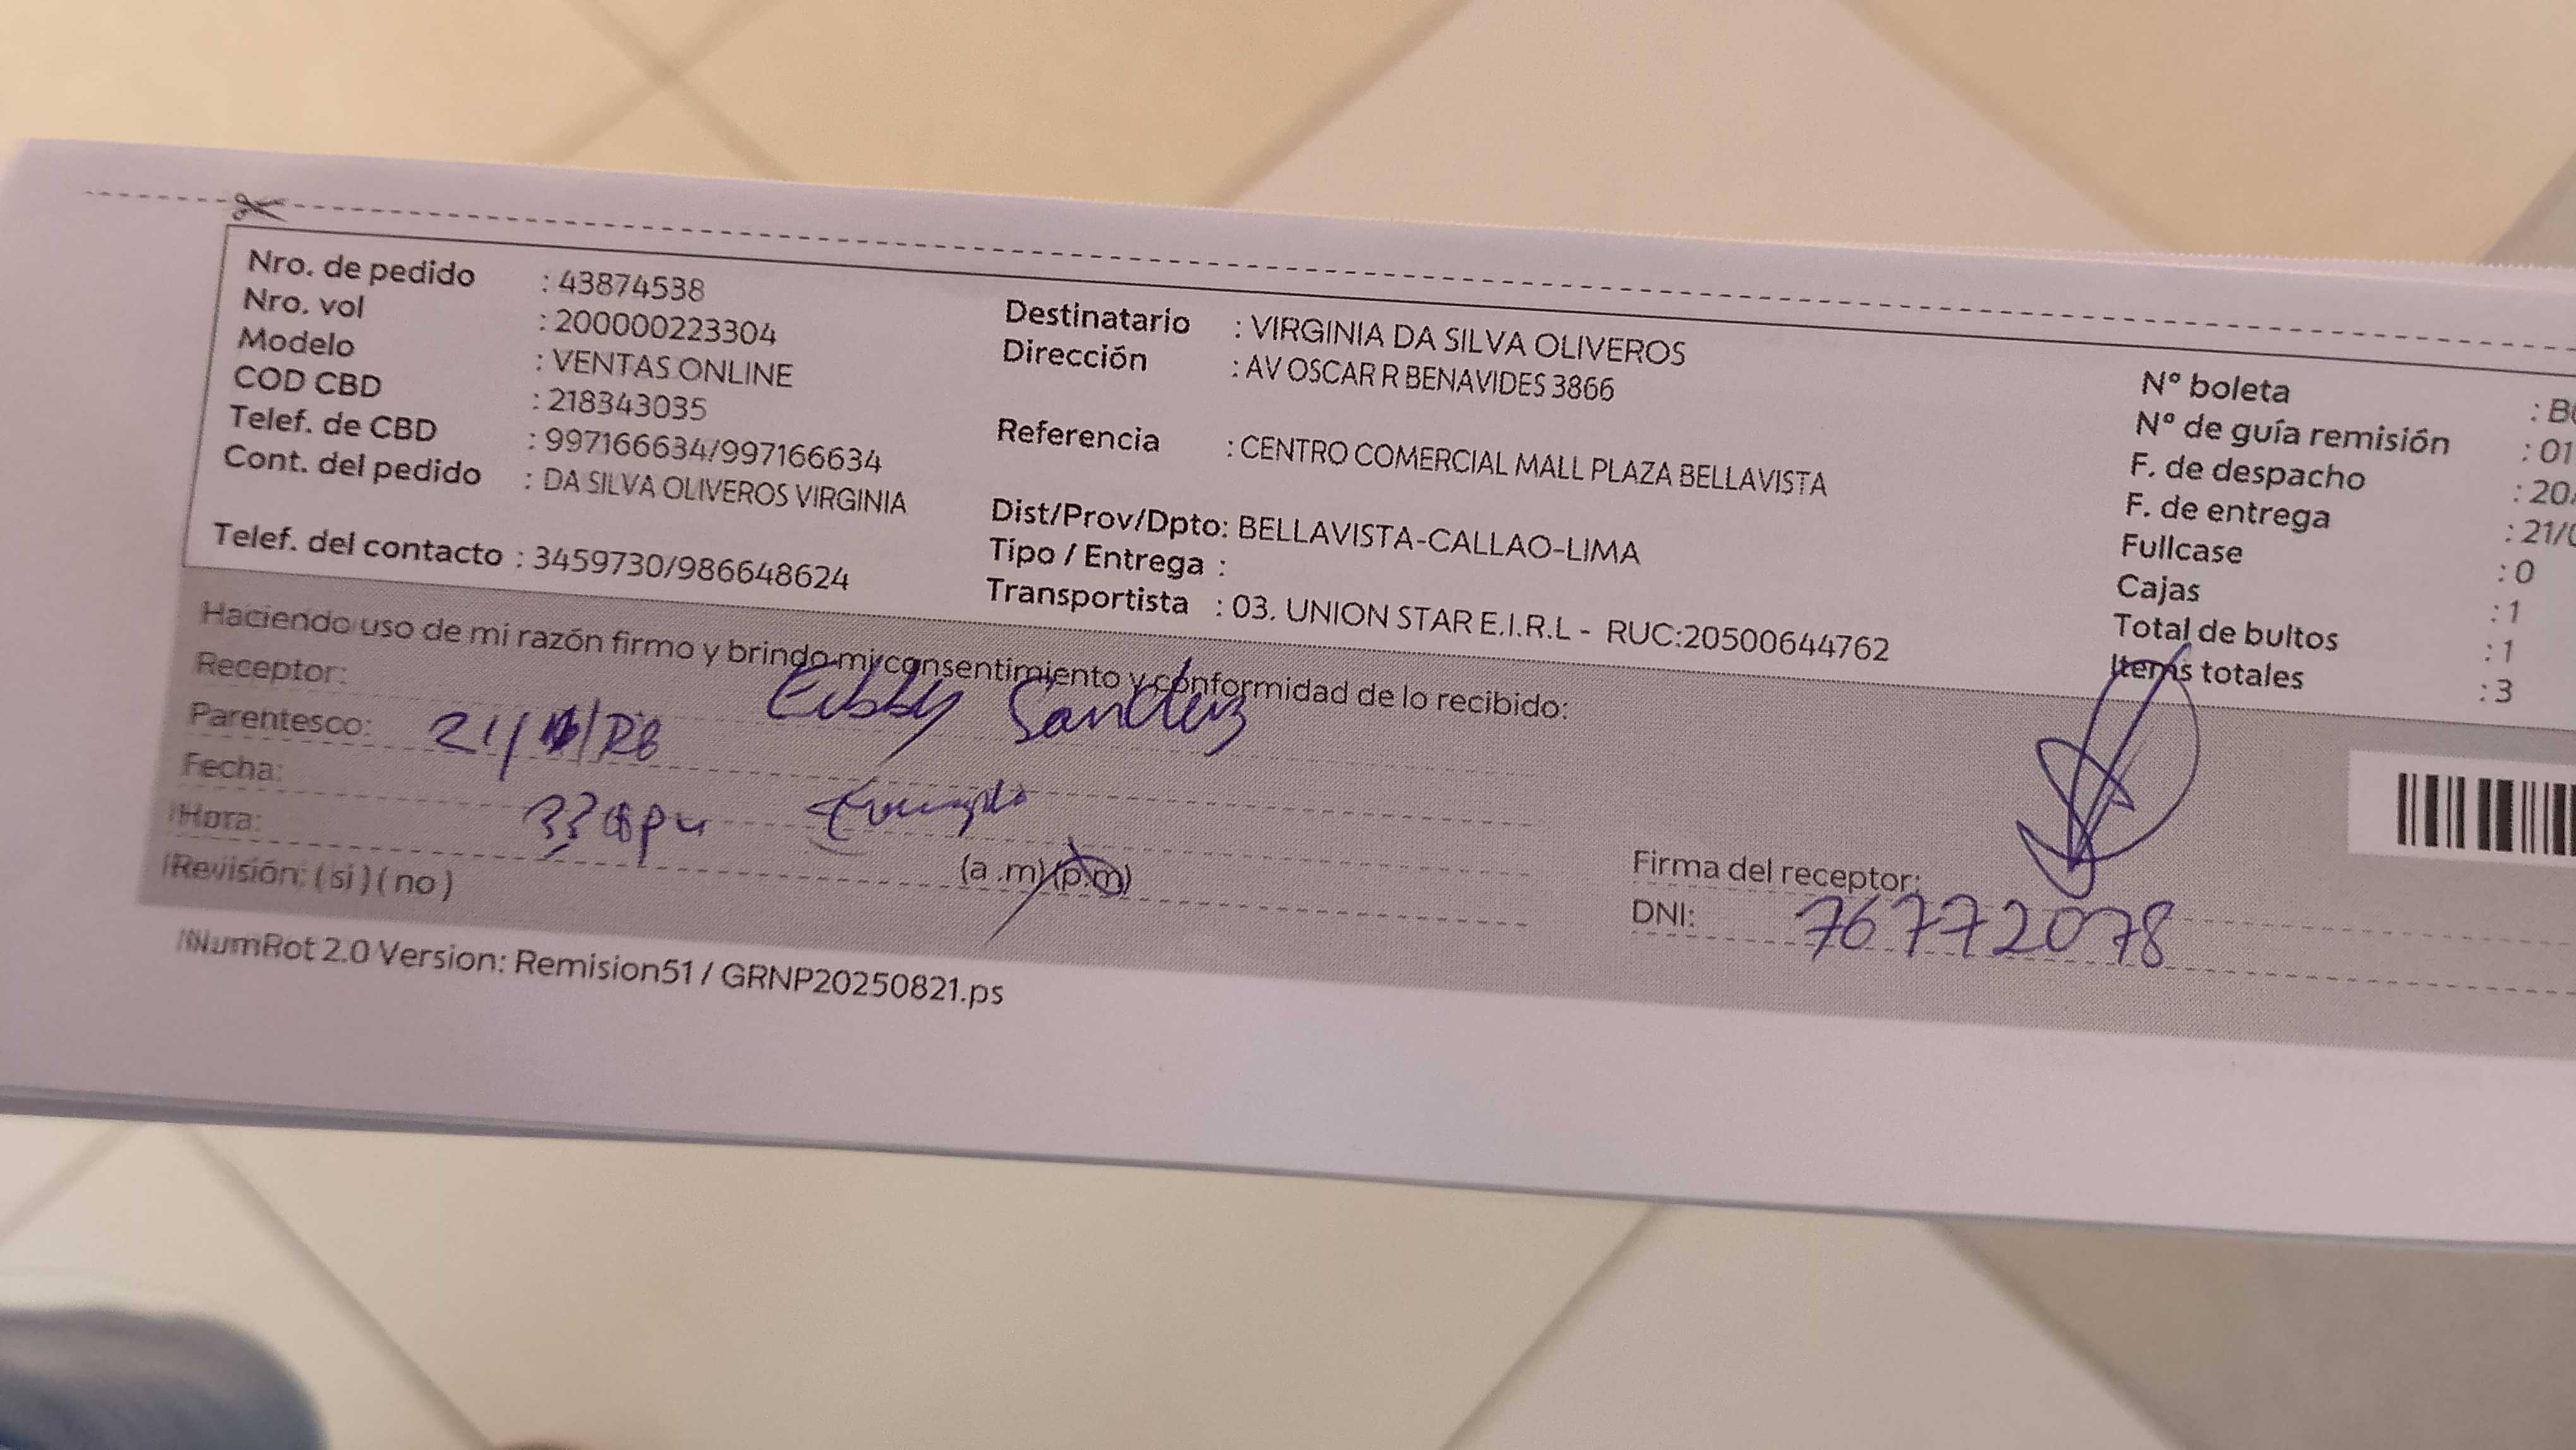 Nro. de pedido : 43874538
Nro. vol : 200000223304
Modelo : VENTAS ONLINE
COD CBD : 218343035
Telef. de CBD : 997166634/997166634
Cont. del pedido : DA SILVA OLIVEROS VIRGINIA
Telef. del contacto : 3459730/986648624
Destinatario : VIRGINIA DA SILVA OLIVEROS
Dirección : AV OSCAR R BENAVIDES 3866
Referencia : CENTRO COMERCIAL MALL PLAZA BELLAVISTA
Dist/Prov/Dpto: BELLAVISTA-CALLAO-LIMA
Tipo / Entrega :
Transportista : 03. UNION STAR E.I.R.L - RUC:20500644762
N° boleta
N° de guía remisión : 01
F. de despacho : 20
F. de entrega : 21/
Fullcase : 0
Cajas : 1
Total de bultos : 1
Items totales : 3
Haciendo uso de mi razón firmo y brindo mi consentimiento y conformidad de lo recibido:
Receptor:
Parentesco:
Fecha:
Hora: (a .m) (p.m)
Revisión: ( si ) ( no )
Firma del receptor:
DNI: 76772078
NumRot 2.0 Version: Remision51 / GRNP20250821.ps